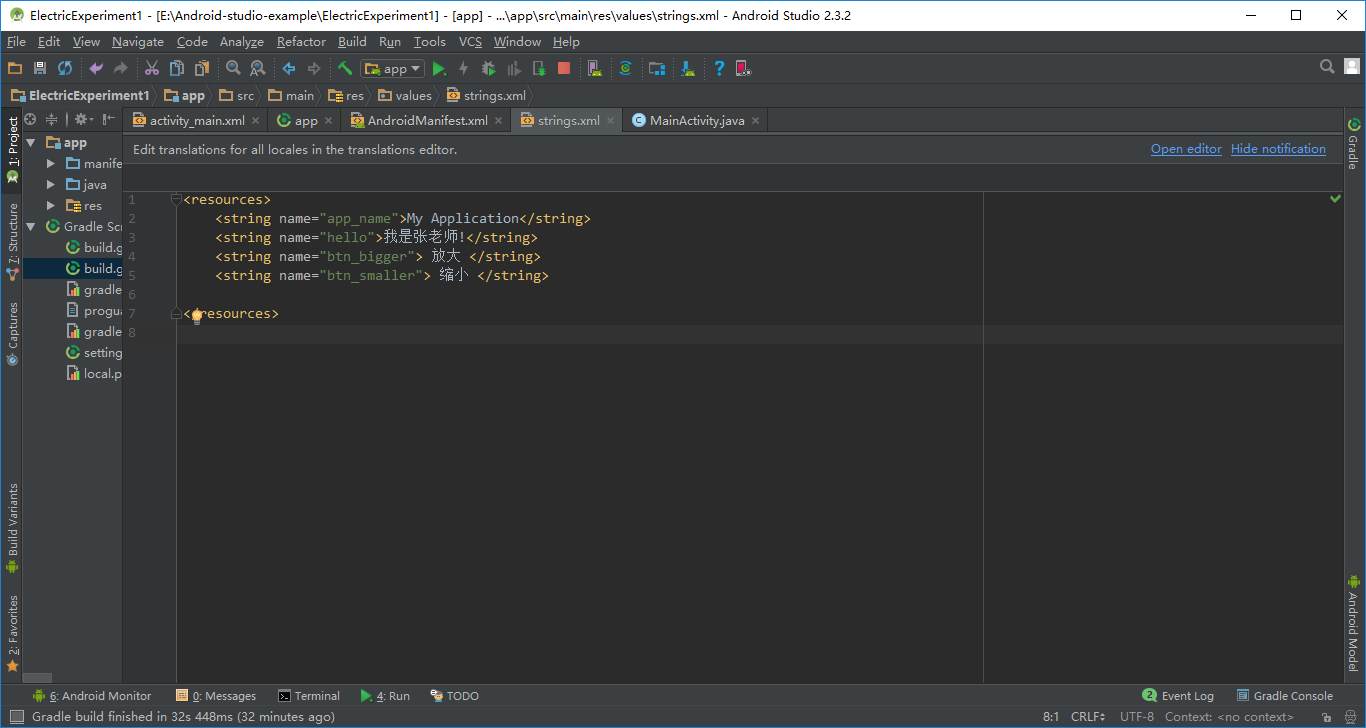 ElectricExperiment1 - [E:\Android-studio-example\ElectricExperiment1] - [app] - ...\app\src\main\res\values\strings.xml - Android Studio 2.3.2
File Edit View Navigate Code Analyze Refactor Build Run Tools VCS Window Help
app
ElectricExperiment1 app src main res values strings.xml
activity_main.xml app AndroidManifest.xml strings.xml MainActivity.java
Edit translations for all locales in the translations editor. Open editor Hide notification
1: Project
7: Structure
Captures
Build Variants
2: Favorites
app
manife
java
res
Gradle Scr
build.g
build.g
gradle
progua
gradle
setting
local.p
1 <resources>
2 <string name="app_name">My Application</string>
3 <string name="hello">我是张老师!</string>
4 <string name="btn_bigger"> 放大 </string>
5 <string name="btn_smaller"> 缩小 </string>
6
7 </resources>
8
Gradle
Android Model
6: Android Monitor 0: Messages Terminal 4: Run TODO 2 Event Log Gradle Console
Gradle build finished in 32s 448ms (32 minutes ago) 8:1 CRLF UTF-8 Context: <no context>